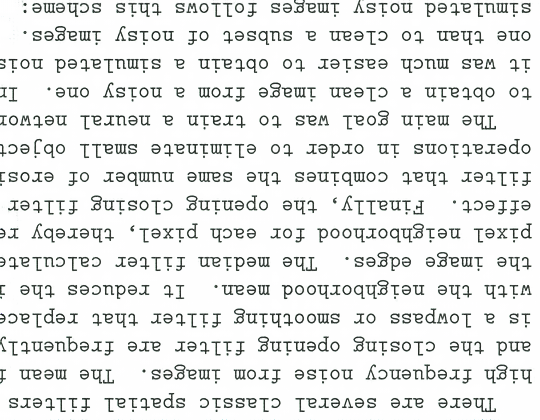 There are several classic spatial filters
high frequency noise from images. The mean f
and the closing opening filter are frequently
is a lowpass or smoothing filter that replace
with the neighborhood mean. It reduces the i
the image edges. The median filter calculate
pixel neighborhood for each pixel, thereby re
effect. Finally, the opening closing filter
filter that combines the same number of erosi
operations in order to eliminate small object
The main goal was to train a neural networ
to obtain a clean image from a noisy one. In
it was much easier to obtain a simulated nois
one than to clean a subset of noisy images.
simulated noisy images follows this scheme: